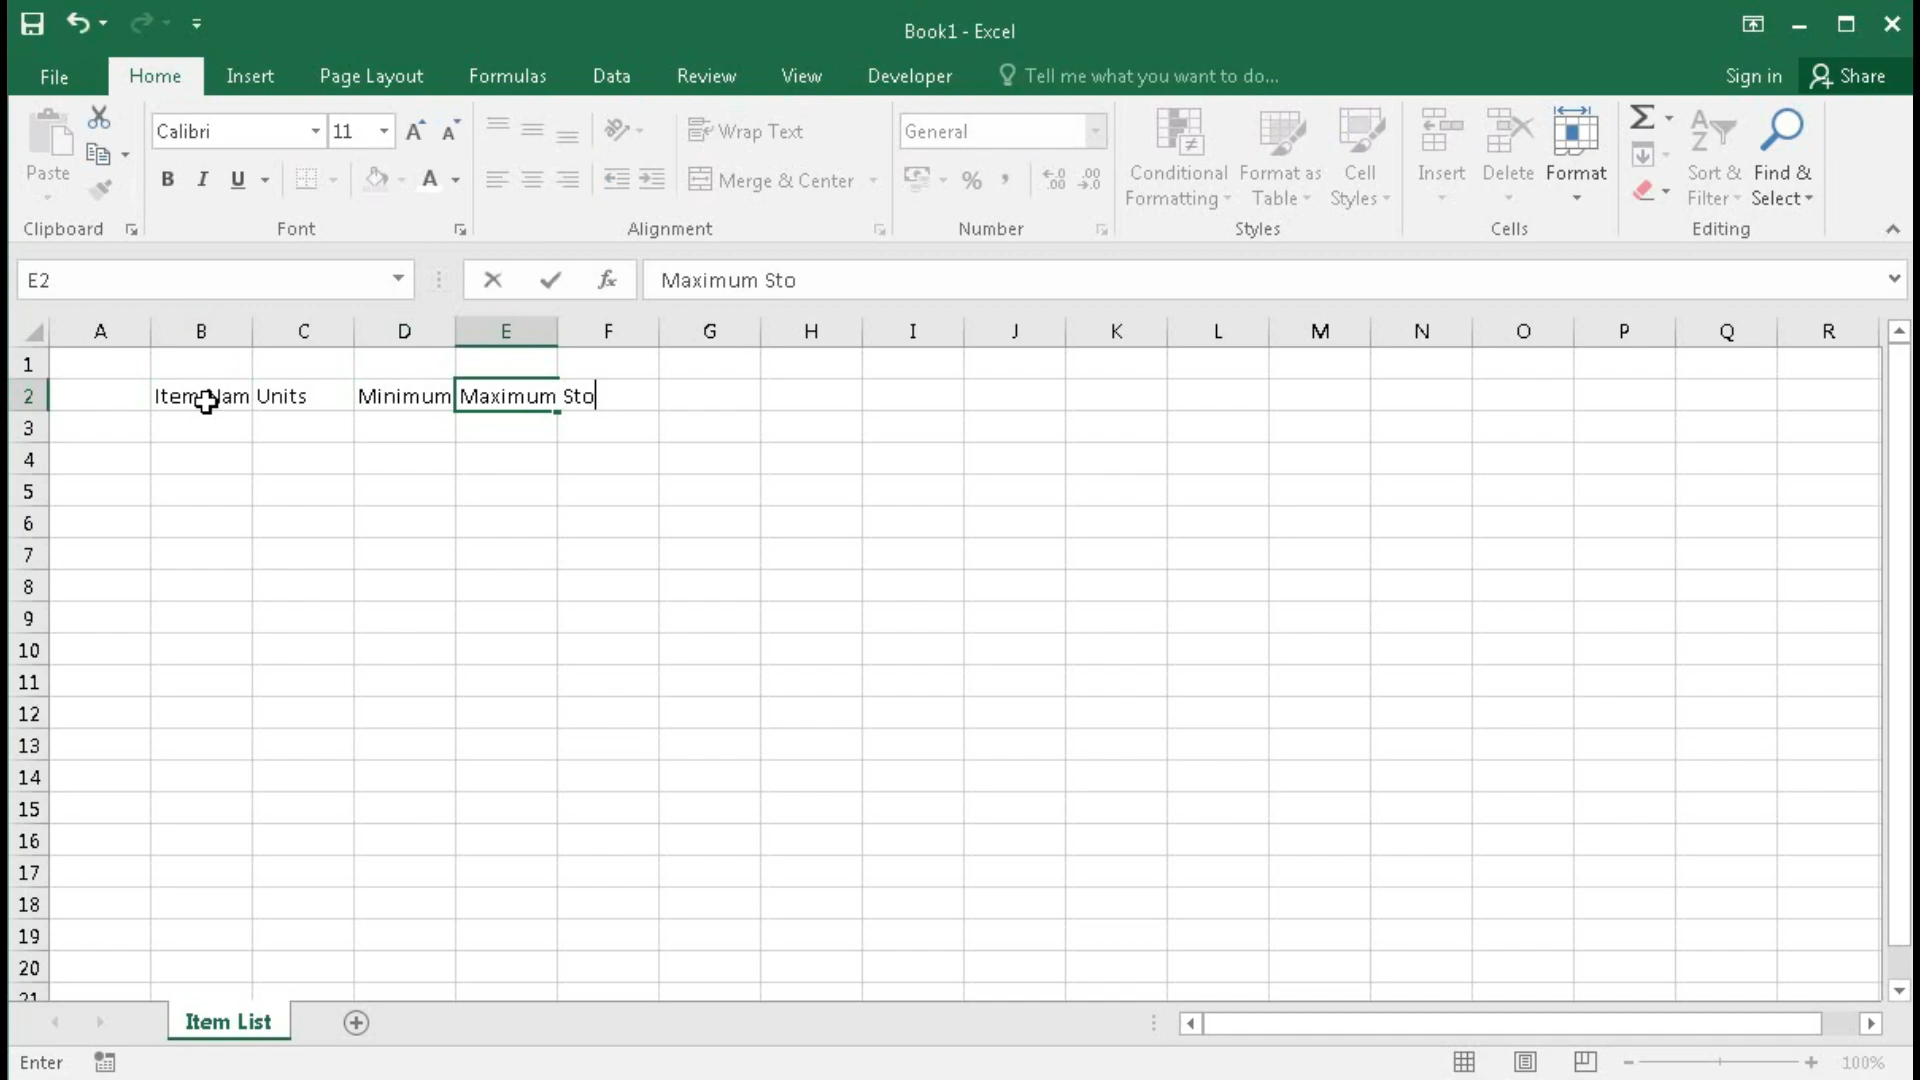 Book1 - Excel
File Home Insert Page Layout Formulas Data Review View Developer Tell me what you want to do... Sign in Share
Calibri 11 A A Wrap Text General
Paste B I U A Merge & Center % , Conditional Formatting Format as Table Cell Styles Insert Delete Format Sort & Filter Find & Select
Clipboard Font Alignment Number Styles Cells Editing
E2 fx Maximum Sto
A B C D E F G H I J K L M N O P Q R
1
2 Item Nam Units Minimum Maximum Sto
3
4
5
6
7
8
9
10
11
12
13
14
15
16
17
18
19
20
21
Item List
Enter 100%